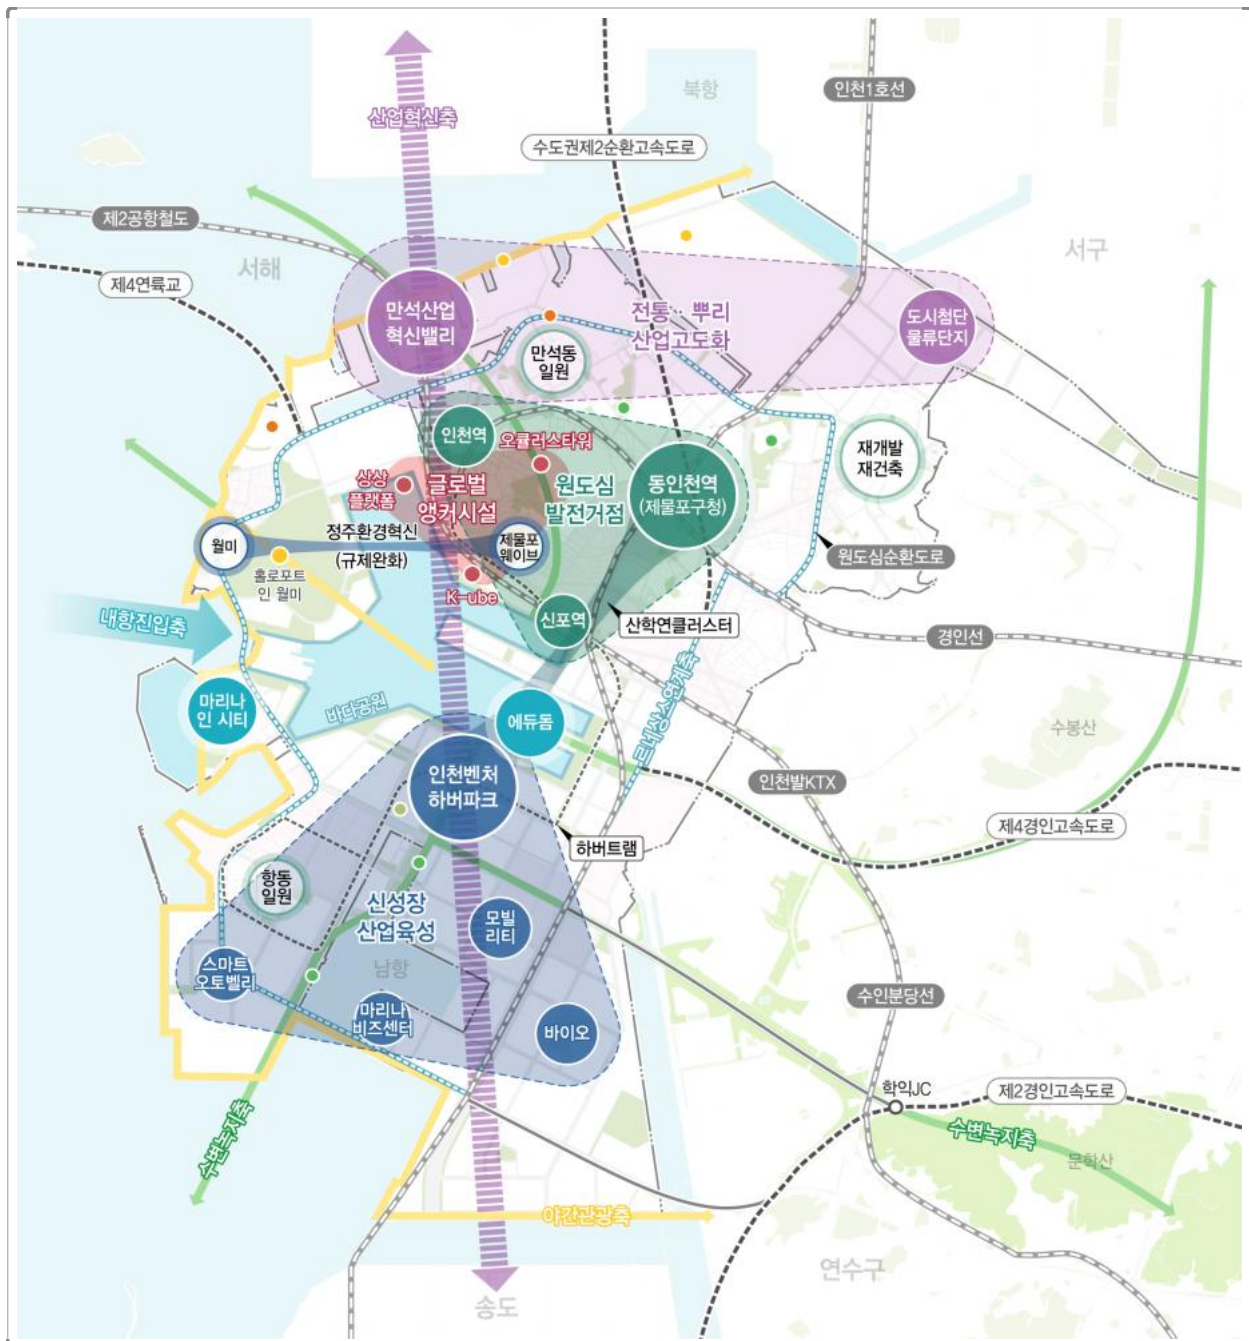 북항
인천1호선
산업혁신축
수도권제2순환고속도로
제2공항철도
서해
서구
제4연륙교
만석산업
혁신밸리
전통·뿌리
산업고도화
도시첨단
물류단지
만석동
일원
인천역
오큘러스타워
재개발
재건축
상상
플랫폼
글로벌
앵커시설
원도심
발전거점
동인천역
(제물포구청)
월미
정주환경혁신
(규제완화)
제물포
웨이브
원도심순환도로
홀로포트
인 월미
K-ube
내항진입축
신포역
산학연클러스터
경인선
마리나
인 시티
바다공원
에듀돔
르네상스연계축
수봉산
인천벤처
하버파크
인천발KTX
제4경인고속도로
하버트램
항동
일원
신성장
산업육성
모빌
리티
스마트
오토밸리
남항
수인분당선
마리나
비즈센터
바이오
학익JC
제2경인고속도로
수변녹지축
수변녹지축
문학산
야간관광축
연수구
송도